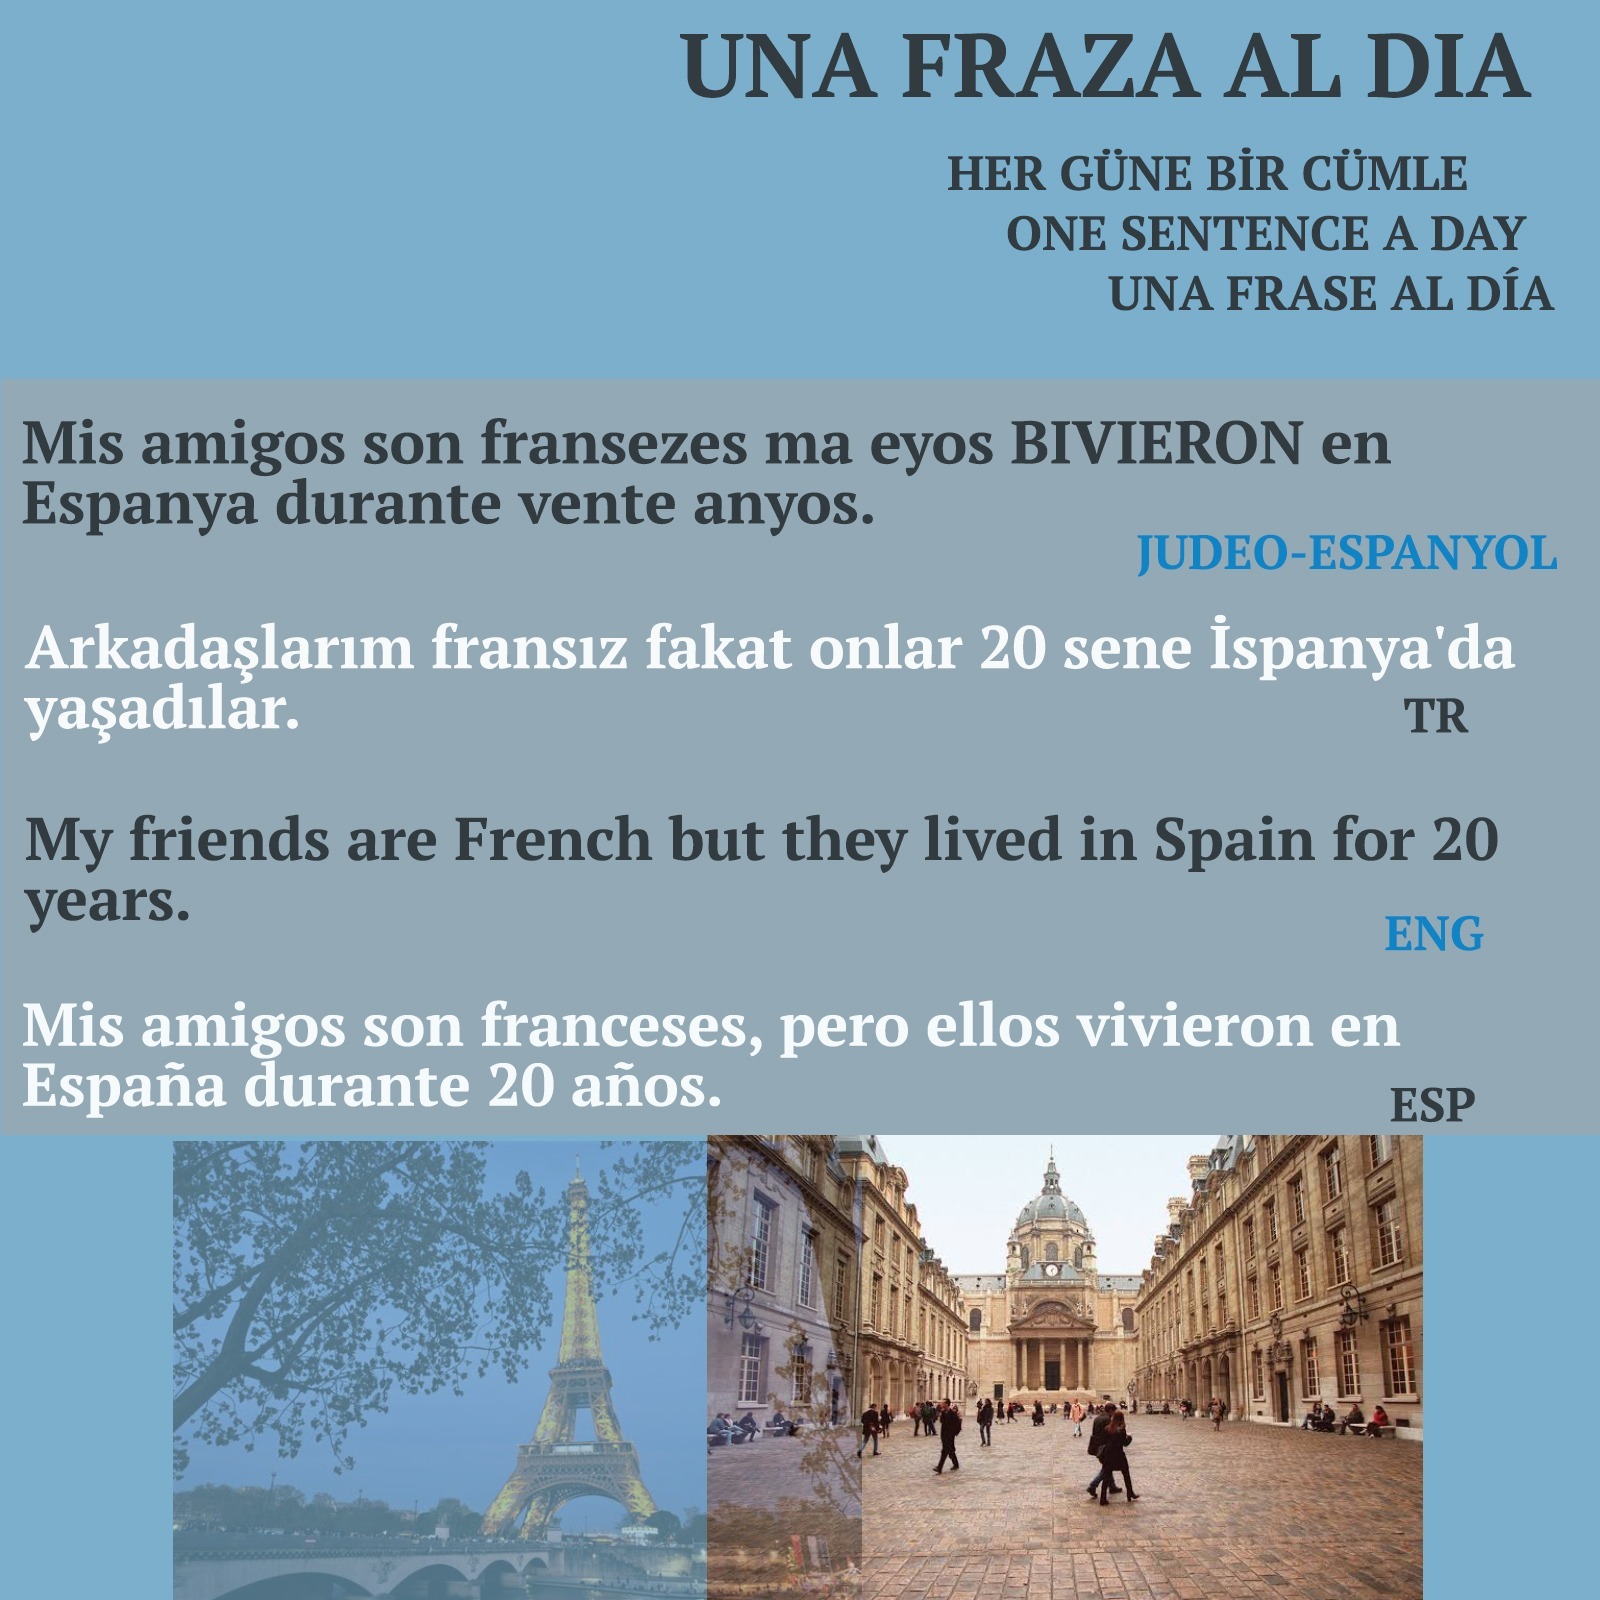 UNA FRAZA AL DIA
HER GÜNE BİR CÜMLE
ONE SENTENCE A DAY
UNA FRASE AL DÍA
Mis amigos son fransezes ma eyos BIVIERON en
Espanya durante vente anyos.
JUDEO-ESPANYOL
Arkadaşlarım fransız fakat onlar 20 sene İspanya'da
yaşadılar.
TR
My friends are French but they lived in Spain for 20
years.
ENG
Mis amigos son franceses, pero ellos vivieron en
España durante 20 años.
ESP